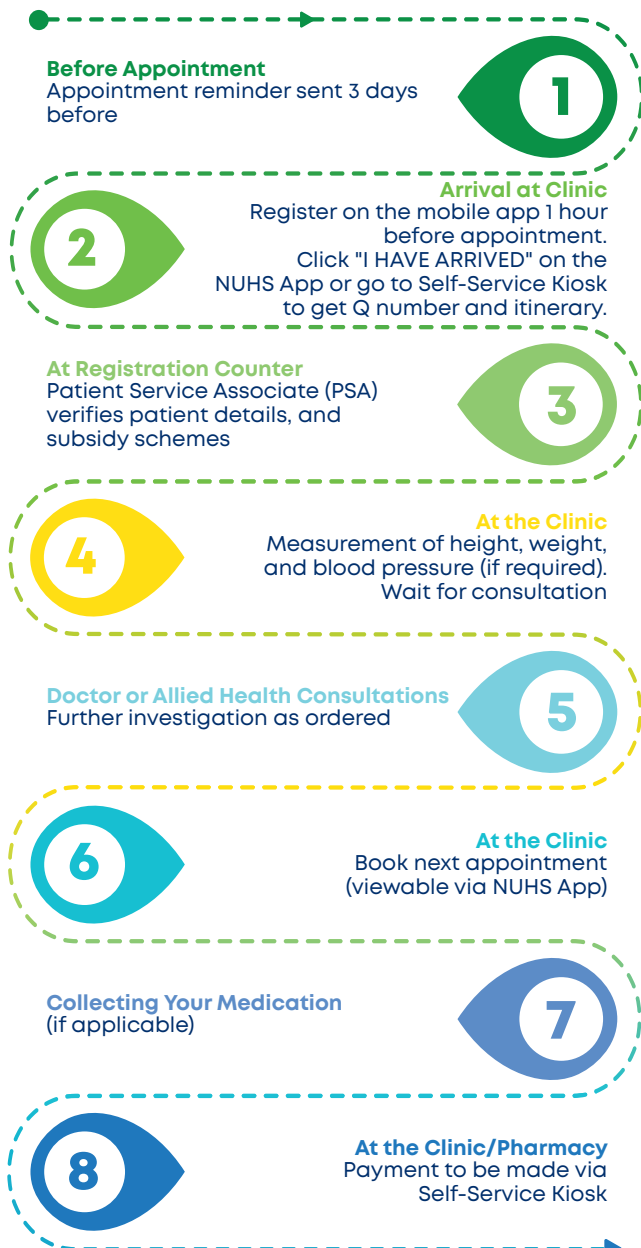 Before Appointment
Appointment reminder sent 3 days
before
1
Arrival at Clinic
Register on the mobile app 1 hour
before appointment.
Click "I HAVE ARRIVED" on the
NUHS App or go to Self-Service Kiosk
to get Q number and itinerary.
2
At Registration Counter
Patient Service Associate (PSA)
verifies patient details, and
subsidy schemes
3
At the Clinic
Measurement of height, weight,
and blood pressure (if required).
Wait for consultation
4
Doctor or Allied Health Consultations
Further investigation as ordered
5
At the Clinic
Book next appointment
(viewable via NUHS App)
6
Collecting Your Medication
(if applicable)
7
At the Clinic/Pharmacy
Payment to be made via
Self-Service Kiosk
8